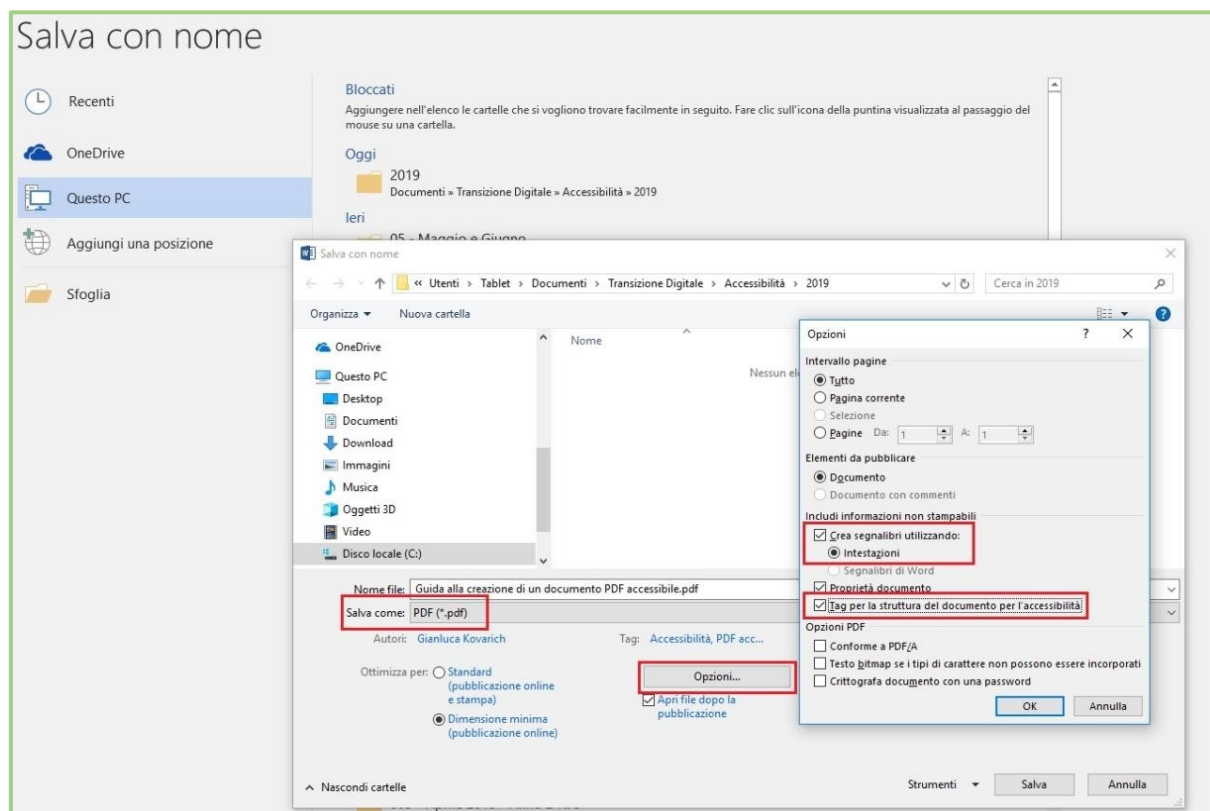 Salva con nome
Recenti
OneDrive
Questo PC
Aggiungi una posizione
Sfoglia
Bloccati
Aggiungere nell'elenco le cartelle che si vogliono trovare facilmente in seguito. Fare clic sull'icona della puntina visualizzata al passaggio del
mouse su una cartella.
Oggi
2019
Documenti » Transizione Digitale » Accessibilità » 2019
Ieri
05 - Maggio e Giugno
Salva con nome
« Utenti › Tablet › Documenti › Transizione Digitale › Accessibilità › 2019
Cerca in 2019
Organizza
Nuova cartella
OneDrive
Questo PC
Desktop
Documenti
Download
Immagini
Musica
Oggetti 3D
Video
Disco locale (C:)
Nome
Nessun
Nome file: Guida alla creazione di un documento PDF accessibile.pdf
Salva come: PDF (*.pdf)
Autori: Gianluca Kovarich
Tag: Accessibilità, PDF acc...
Ottimizza per: Standard
(pubblicazione online
e stampa)
Dimensione minima
(pubblicazione online)
Opzioni...
Apri file dopo la
pubblicazione
Nascondi cartelle
Strumenti
Salva
Annulla
Opzioni
? X
Intervallo pagine
Tutto
Pagina corrente
Selezione
Pagine Da: 1 A: 1
Elementi da pubblicare
Documento
Documento con commenti
Includi informazioni non stampabili
Crea segnalibri utilizzando:
Intestazioni
Segnalibri di Word
Proprietà documento
Tag per la struttura del documento per l'accessibilità
Opzioni PDF
Conforme a PDF/A
Testo bitmap se i tipi di carattere non possono essere incorporati
Crittografa documento con una password
OK
Annulla